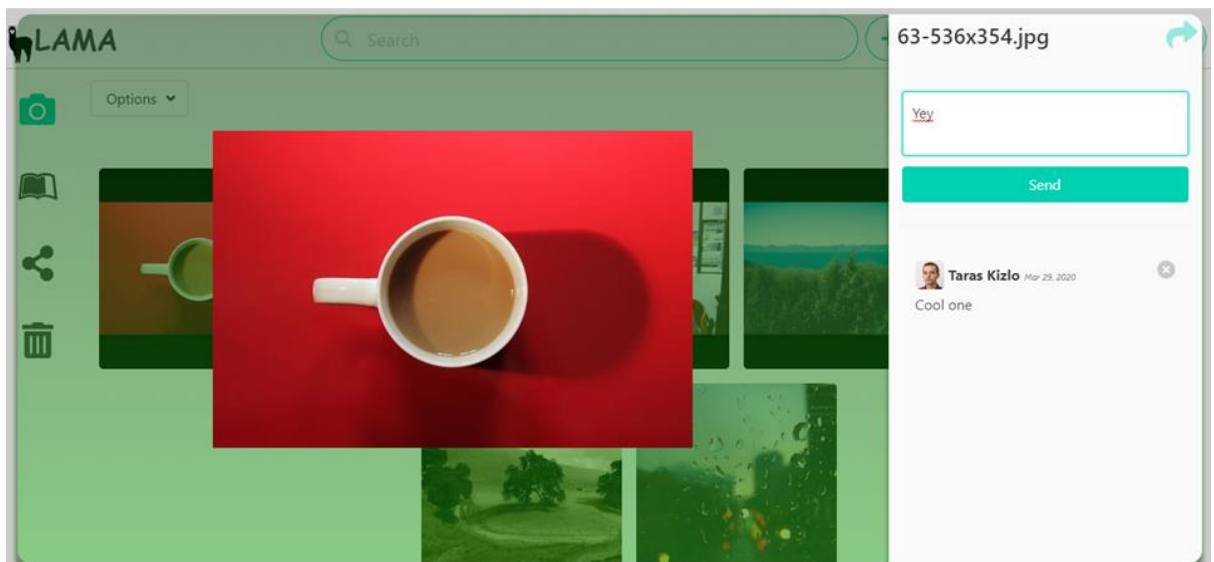 LAMA
Search
Options
63-536x354.jpg
Yey
Send
Taras Kizlo Mar 29, 2020
Cool one